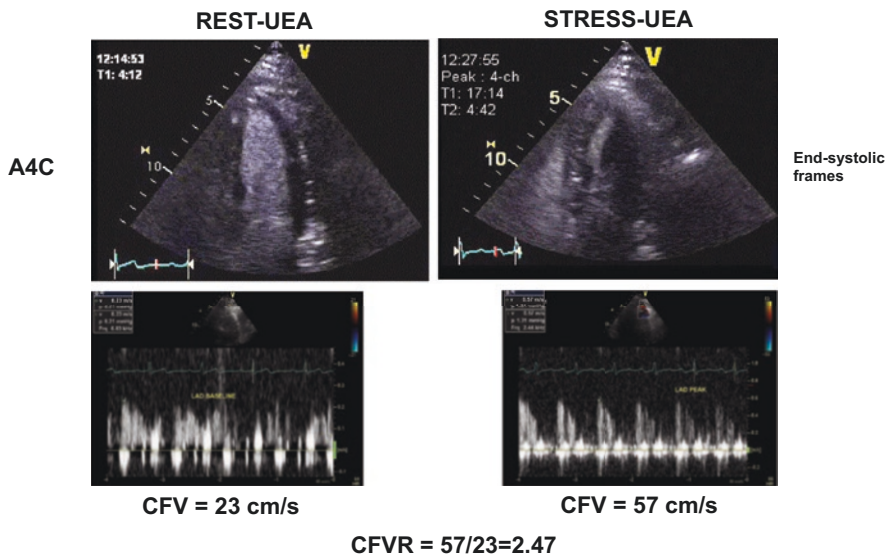 REST-UEA
STRESS-UEA
12:14:53
T1: 4:12
V
5
10
12:27:55
Peak : 4-ch
T1: 17:14
T2: 4:42
V
5
10
A4C
End-systolic
frames
V
LAD BASELINE
V
LAD PEAK
CFV = 23 cm/s
CFV = 57 cm/s
CFVR = 57/23=2.47